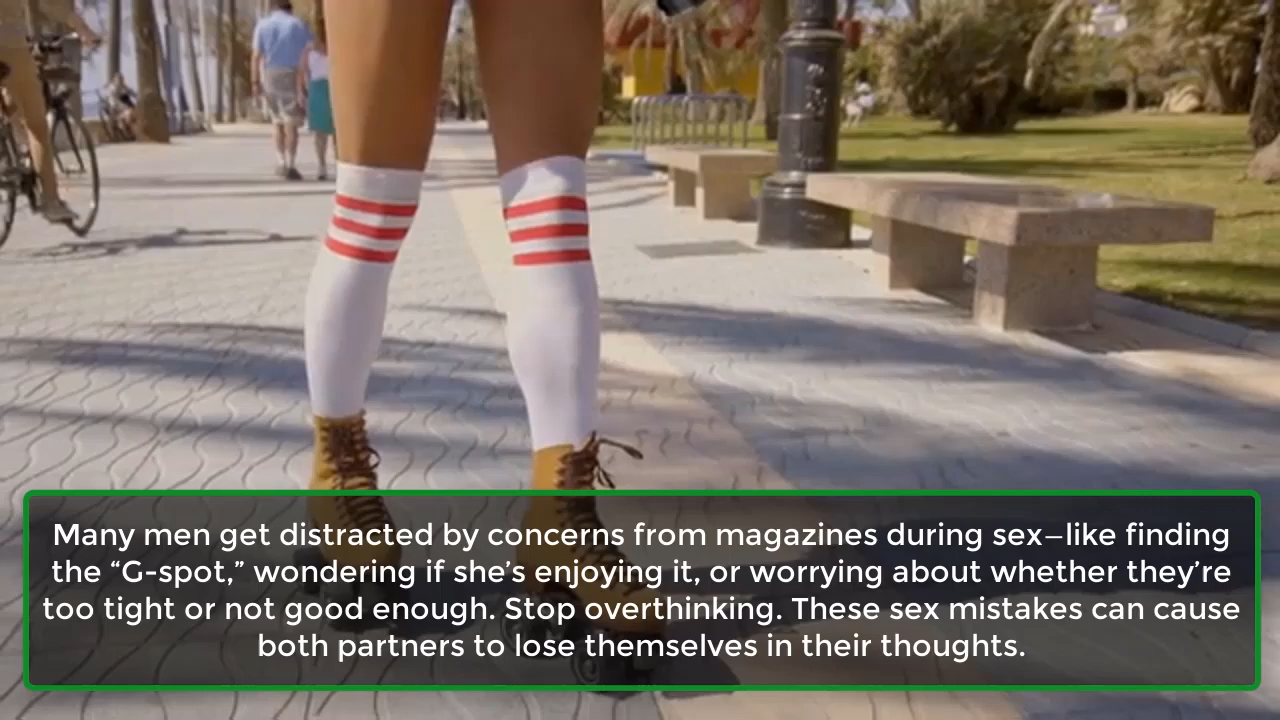 Many men get distracted by concerns from magazines during sex—like finding
the “G-spot,” wondering if she’s enjoying it, or worrying about whether they’re
too tight or not good enough. Stop overthinking. These sex mistakes can cause
both partners to lose themselves in their thoughts.